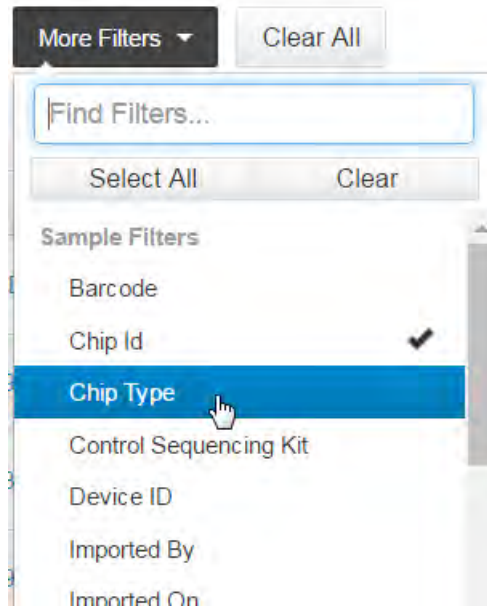 More Filters Clear All
Find Filters...
Select All Clear
Sample Filters
Barcode
Chip Id
Chip Type
Control Sequencing Kit
Device ID
Imported By
Imported On